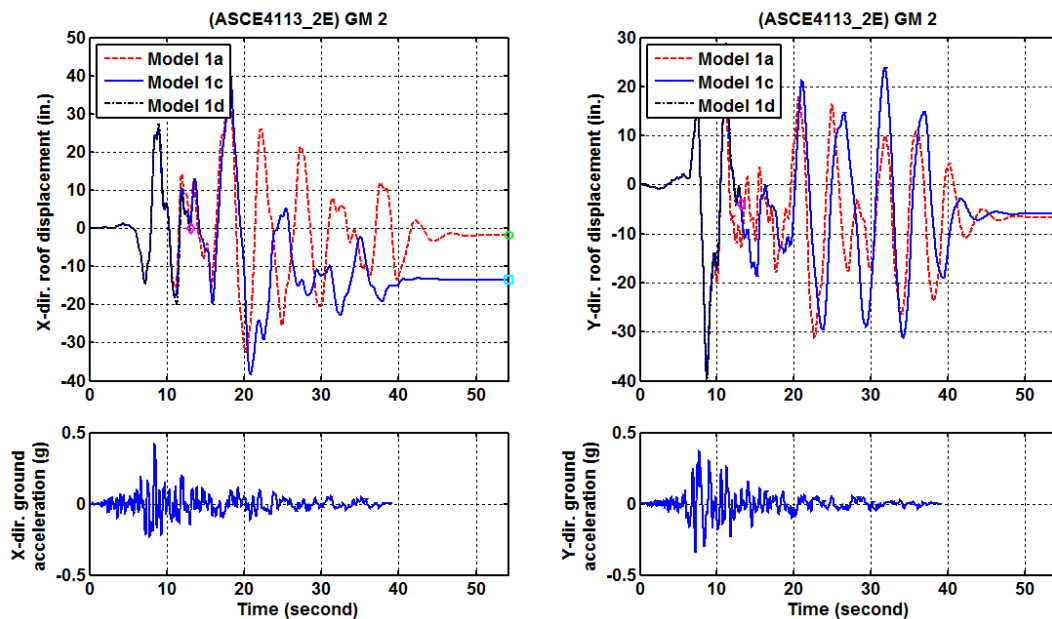 (ASCE4113_2E) GM 2
X-dir. roof displacement (in.)
50
40
30
20
10
0
-10
-20
-30
-40
Model 1a
Model 1c
Model 1d
0 10 20 30 40 50
X-dir. ground
acceleration (g)
0.5
0
-0.5
0 10 20 30 40 50
Time (second)
(ASCE4113_2E) GM 2
Y-dir. roof displacement (in.)
30
20
10
0
-10
-20
-30
-40
Model 1a
Model 1c
Model 1d
0 10 20 30 40 50
Y-dir. ground
acceleration (g)
0.5
0
-0.5
0 10 20 30 40 50
Time (second)